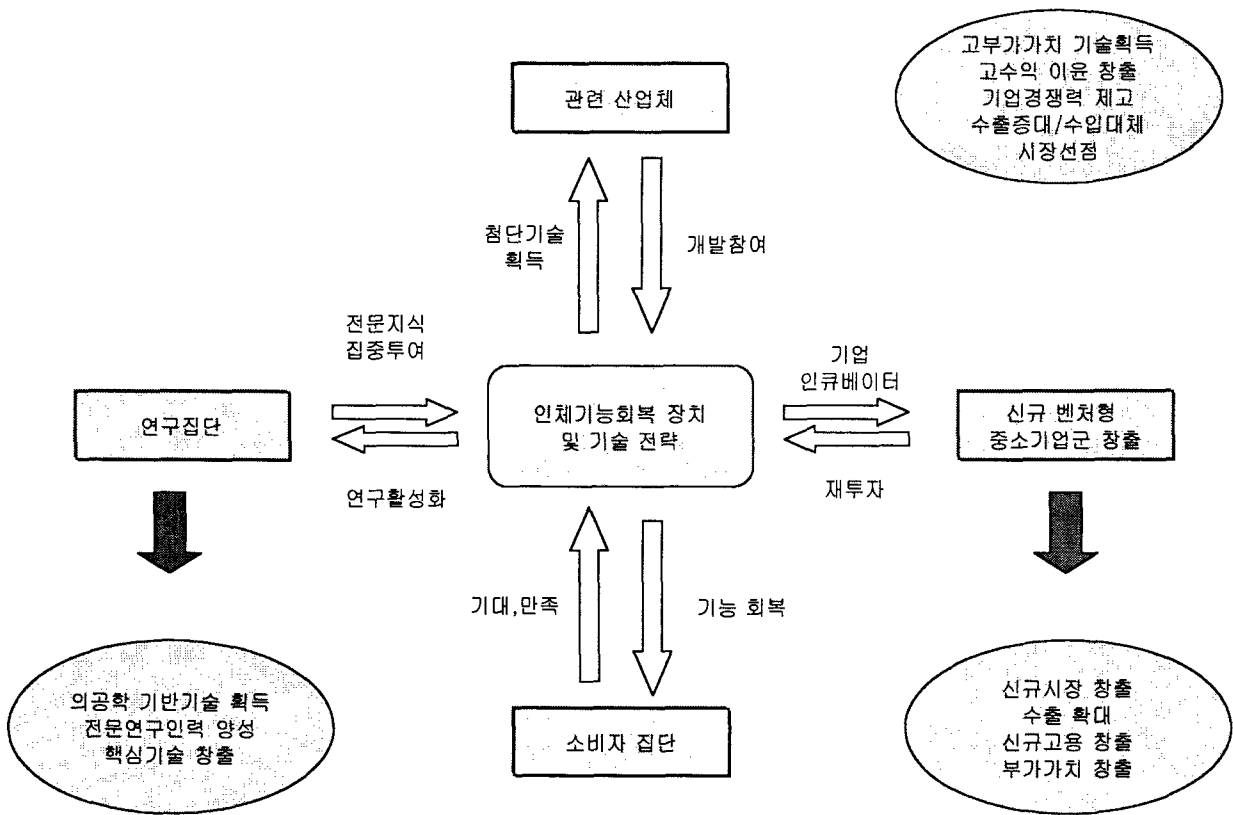 고부가가치 기술획득
고수익 이윤 창출
기업경쟁력 제고
수출증대/수입대체
시장선점
관련 산업체
첨단기술
획득
개발참여
전문지식
집중투여
기업
인큐베이터
연구집단
인체기능회복 장치
및 기술 전략
신규 벤처형
중소기업군 창출
연구활성화
재투자
기대,만족
기능 회복
의공학 기반기술 획득
전문연구인력 양성
핵심기술 창출
소비자 집단
신규시장 창출
수출 확대
신규고용 창출
부가가치 창출